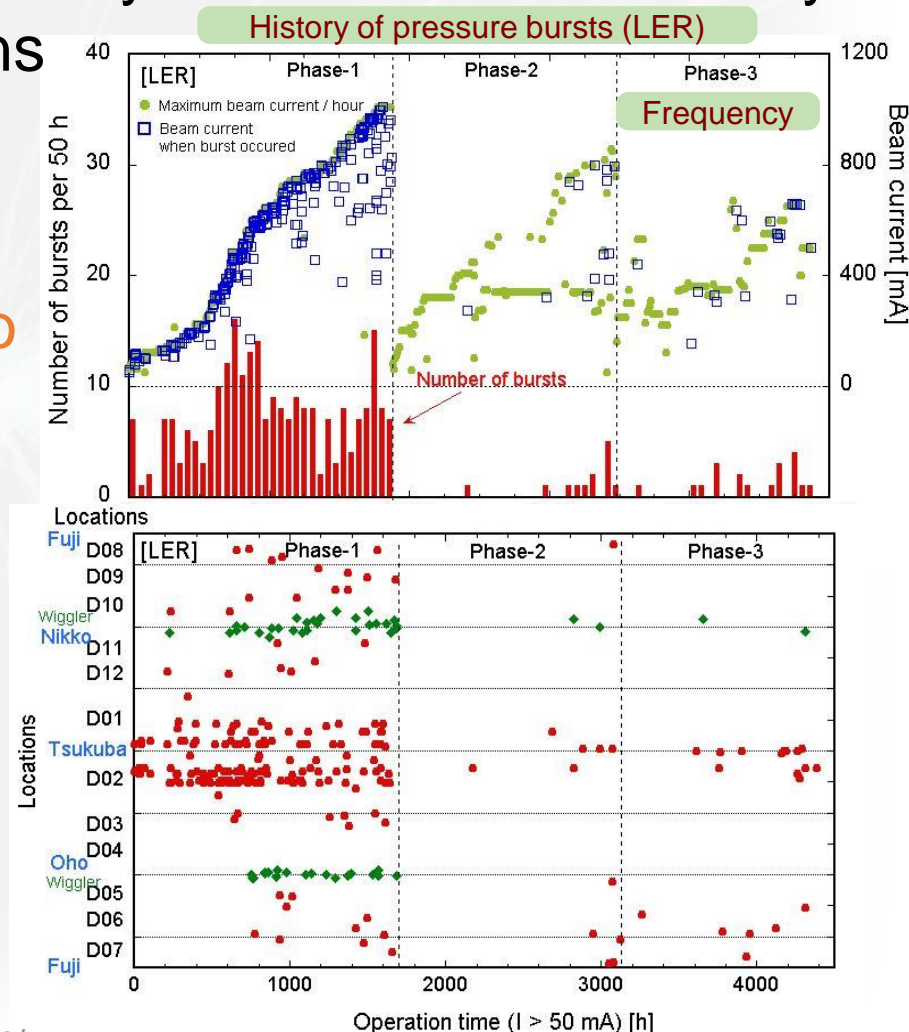 ns
History of pressure bursts (LER)
40
1200
[LER]
Phase-1
Phase-2
Phase-3
Maximum beam current / hour
Beam current
when burst occured
Frequency
30
800
Number of bursts per 50 h
Beam current [mA]
20
400
Number of bursts
10
0
0
Locations
Fuji
D08
[LER]
Phase-1
Phase-2
Phase-3
D09
D10
Wiggler
Nikko
D11
D12
D01
Tsukuba
Locations
D02
D03
D04
Oho
Wiggler
D05
D06
D07
Fuji
0
1000
2000
3000
4000
Operation time (I > 50 mA) [h]